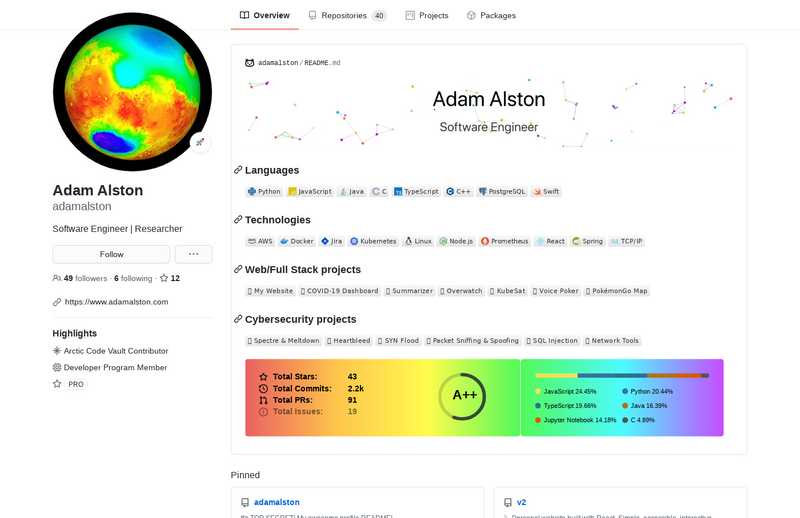 Overview
Repositories 40
Projects
Packages
Adam Alston
adamalston
Software Engineer | Researcher
Follow
49 followers · 6 following · 12
https://www.adamalston.com
Highlights
Arctic Code Vault Contributor
Developer Program Member
PRO
adamalston/README.md
Adam Alston
Software Engineer
Languages
Python JavaScript Java C TypeScript C++ PostgreSQL Swift
Technologies
AWS Docker Jira Kubernetes Linux Node.js Prometheus React Spring TCP/IP
Web/Full Stack projects
My Website COVID-19 Dashboard Summarizer Overwatch KubeSat Voice Poker PokémonGo Map
Cybersecurity projects
Spectre & Meltdown Heartbleed SYN Flood Packet Sniffing & Spoofing SQL Injection Network Tools
Total Stars: 43
Total Commits: 2.2k
Total PRs: 91
Total Issues: 19
A++
JavaScript 24.45% Python 20.44%
TypeScript 19.66% Java 16.39%
Jupyter Notebook 14.18% C 4.89%
Pinned
adamalston
v2